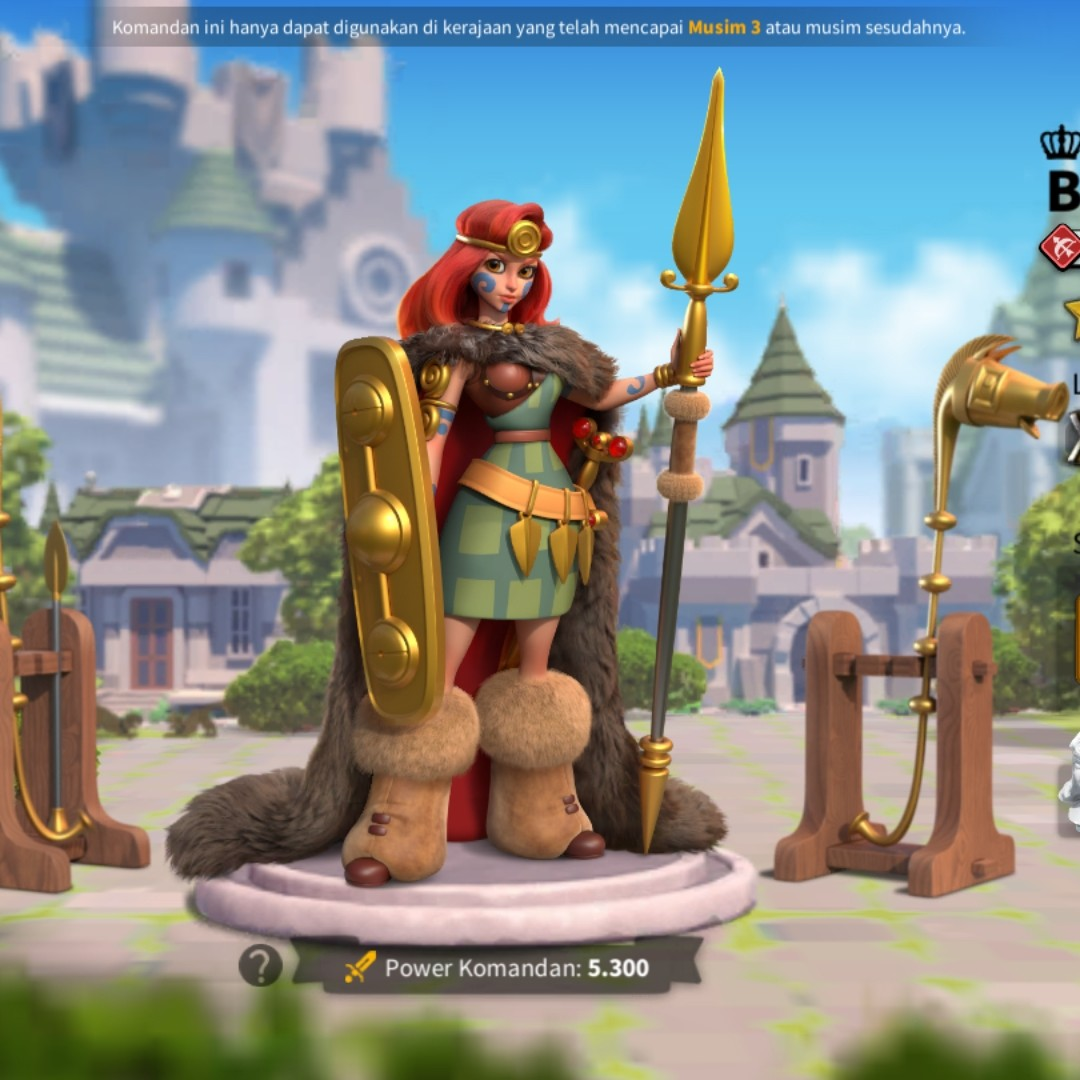 Komandan ini hanya dapat digunakan di kerajaan yang telah mencapai Musim 3 atau musim sesudahnya.
B
L
S
? Power Komandan: 5.300